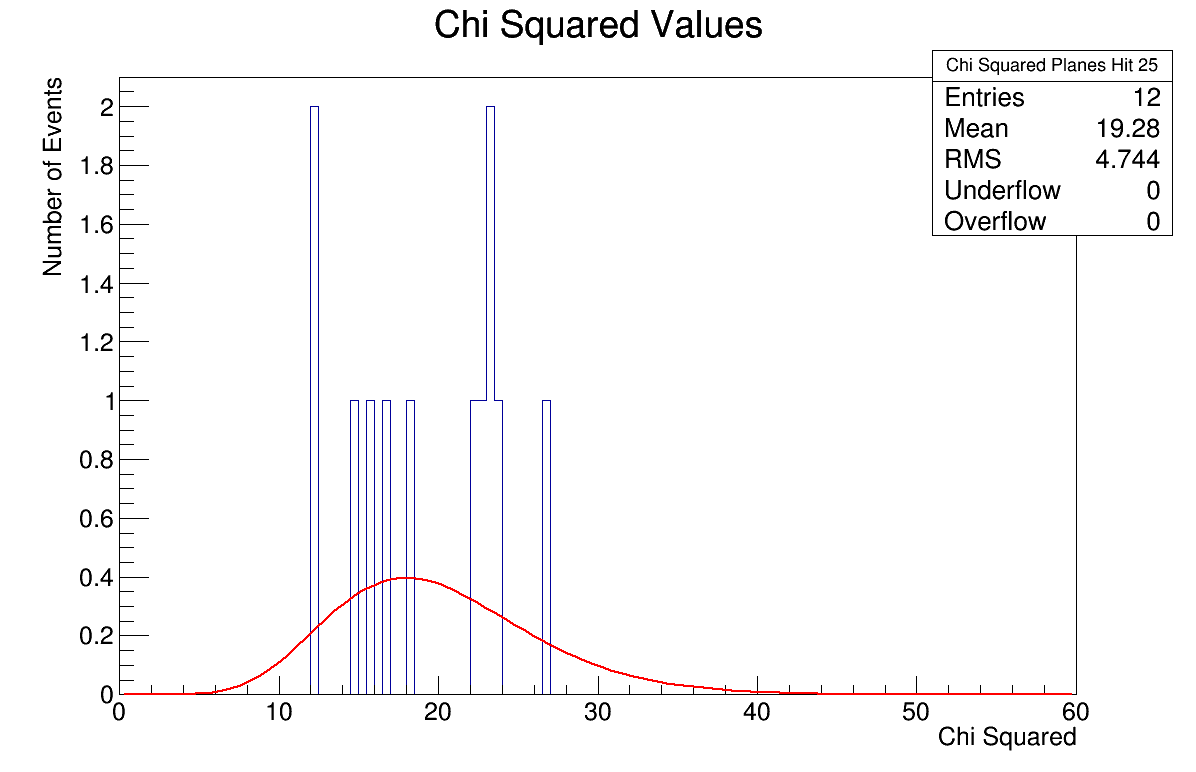 Chi Squared Values
Chi Squared Planes Hit 25
Entries 12
Mean 19.28
RMS 4.744
Underflow 0
Overflow 0
Number of Events
2
1.8
1.6
1.4
1.2
1
0.8
0.6
0.4
0.2
0
0 10 20 30 40 50 60
Chi Squared